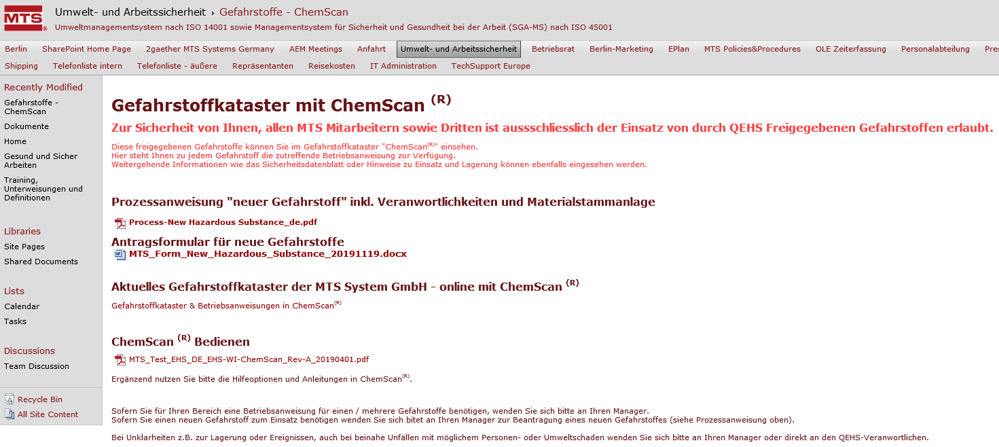 MTS®
Umwelt- und Arbeitssicherheit ▸ Gefahrstoffe - ChemScan
Umweltmanagementsystem nach ISO 14001 sowie Managementsystem für Sicherheit und Gesundheit bei der Arbeit (SGA-MS) nach ISO 45001
Berlin SharePoint Home Page 2gaether MTS Systems Germany AEM Meetings Anfahrt Umwelt- und Arbeitssicherheit Betriebsrat Berlin-Marketing EPlan MTS Policies&Procedures OLE Zeiterfassung Personalabteilung Pres
Shipping Telefonliste intern Telefonliste - äußere Repräsentanten Reisekosten IT Administration TechSupport Europe
Recently Modified
Gefahrstoffe -
ChemScan
Dokumente
Home
Gesund und Sicher
Arbeiten
Training,
Unterweisungen und
Definitionen
Libraries
Site Pages
Shared Documents
Lists
Calendar
Tasks
Discussions
Team Discussion
Recycle Bin
All Site Content
Gefahrstoffkataster mit ChemScan (R)
Zur Sicherheit von Ihnen, allen MTS Mitarbeitern sowie Dritten ist aussschliesslich der Einsatz von durch QEHS Freigegebenen Gefahrstoffen erlaubt.
Diese freigegebenen Gefahrstoffe können Sie im Gefahrstoffkataster "ChemScan(R)" einsehen.
Hier steht Ihnen zu jedem Gefahrstoff die zutreffende Betriebsanweisung zur Verfügung.
Weitergehende Informationen wie das Sicherheitsdatenblatt oder Hinweise zu Einsatz und Lagerung können ebenfalls eingesehen werden.
Prozessanweisung "neuer Gefahrstoff" inkl. Veranwortlichkeiten und Materialstammanlage
Process-New Hazardous Substance_de.pdf
Antragsformular für neue Gefahrstoffe
MTS_Form_New_Hazardous_Substance_20191119.docx
Aktuelles Gefahrstoffkataster der MTS System GmbH - online mit ChemScan (R)
Gefahrstoffkataster & Betriebsanweisungen in ChemScan(R)
ChemScan (R) Bedienen
MTS_Test_EHS_DE_EHS-WI-ChemScan_Rev-A_20190401.pdf
Ergänzend nutzen Sie bitte die Hilfeoptionen und Anleitungen in ChemScan(R).
Sofern Sie für Ihren Bereich eine Betriebsanweisung für einen / mehrere Gefahrstoffe benötigen, wenden Sie sich bitte an Ihren Manager.
Sofern Sie einen neuen Gefahrstoff zum Einsatz benötigen wenden Sie sich bitet an Ihren Manager zur Beantragung eines neuen Gefahrstoffes (siehe Prozessanweisung oben).
Bei Unklarheiten z.B. zur Lagerung oder Ereignissen, auch bei beinahe Unfällen mit möglichem Personen- oder Umweltschaden wenden Sie sich bitte an Ihren Manager oder direkt an den QEHS-Veranwortlichen.